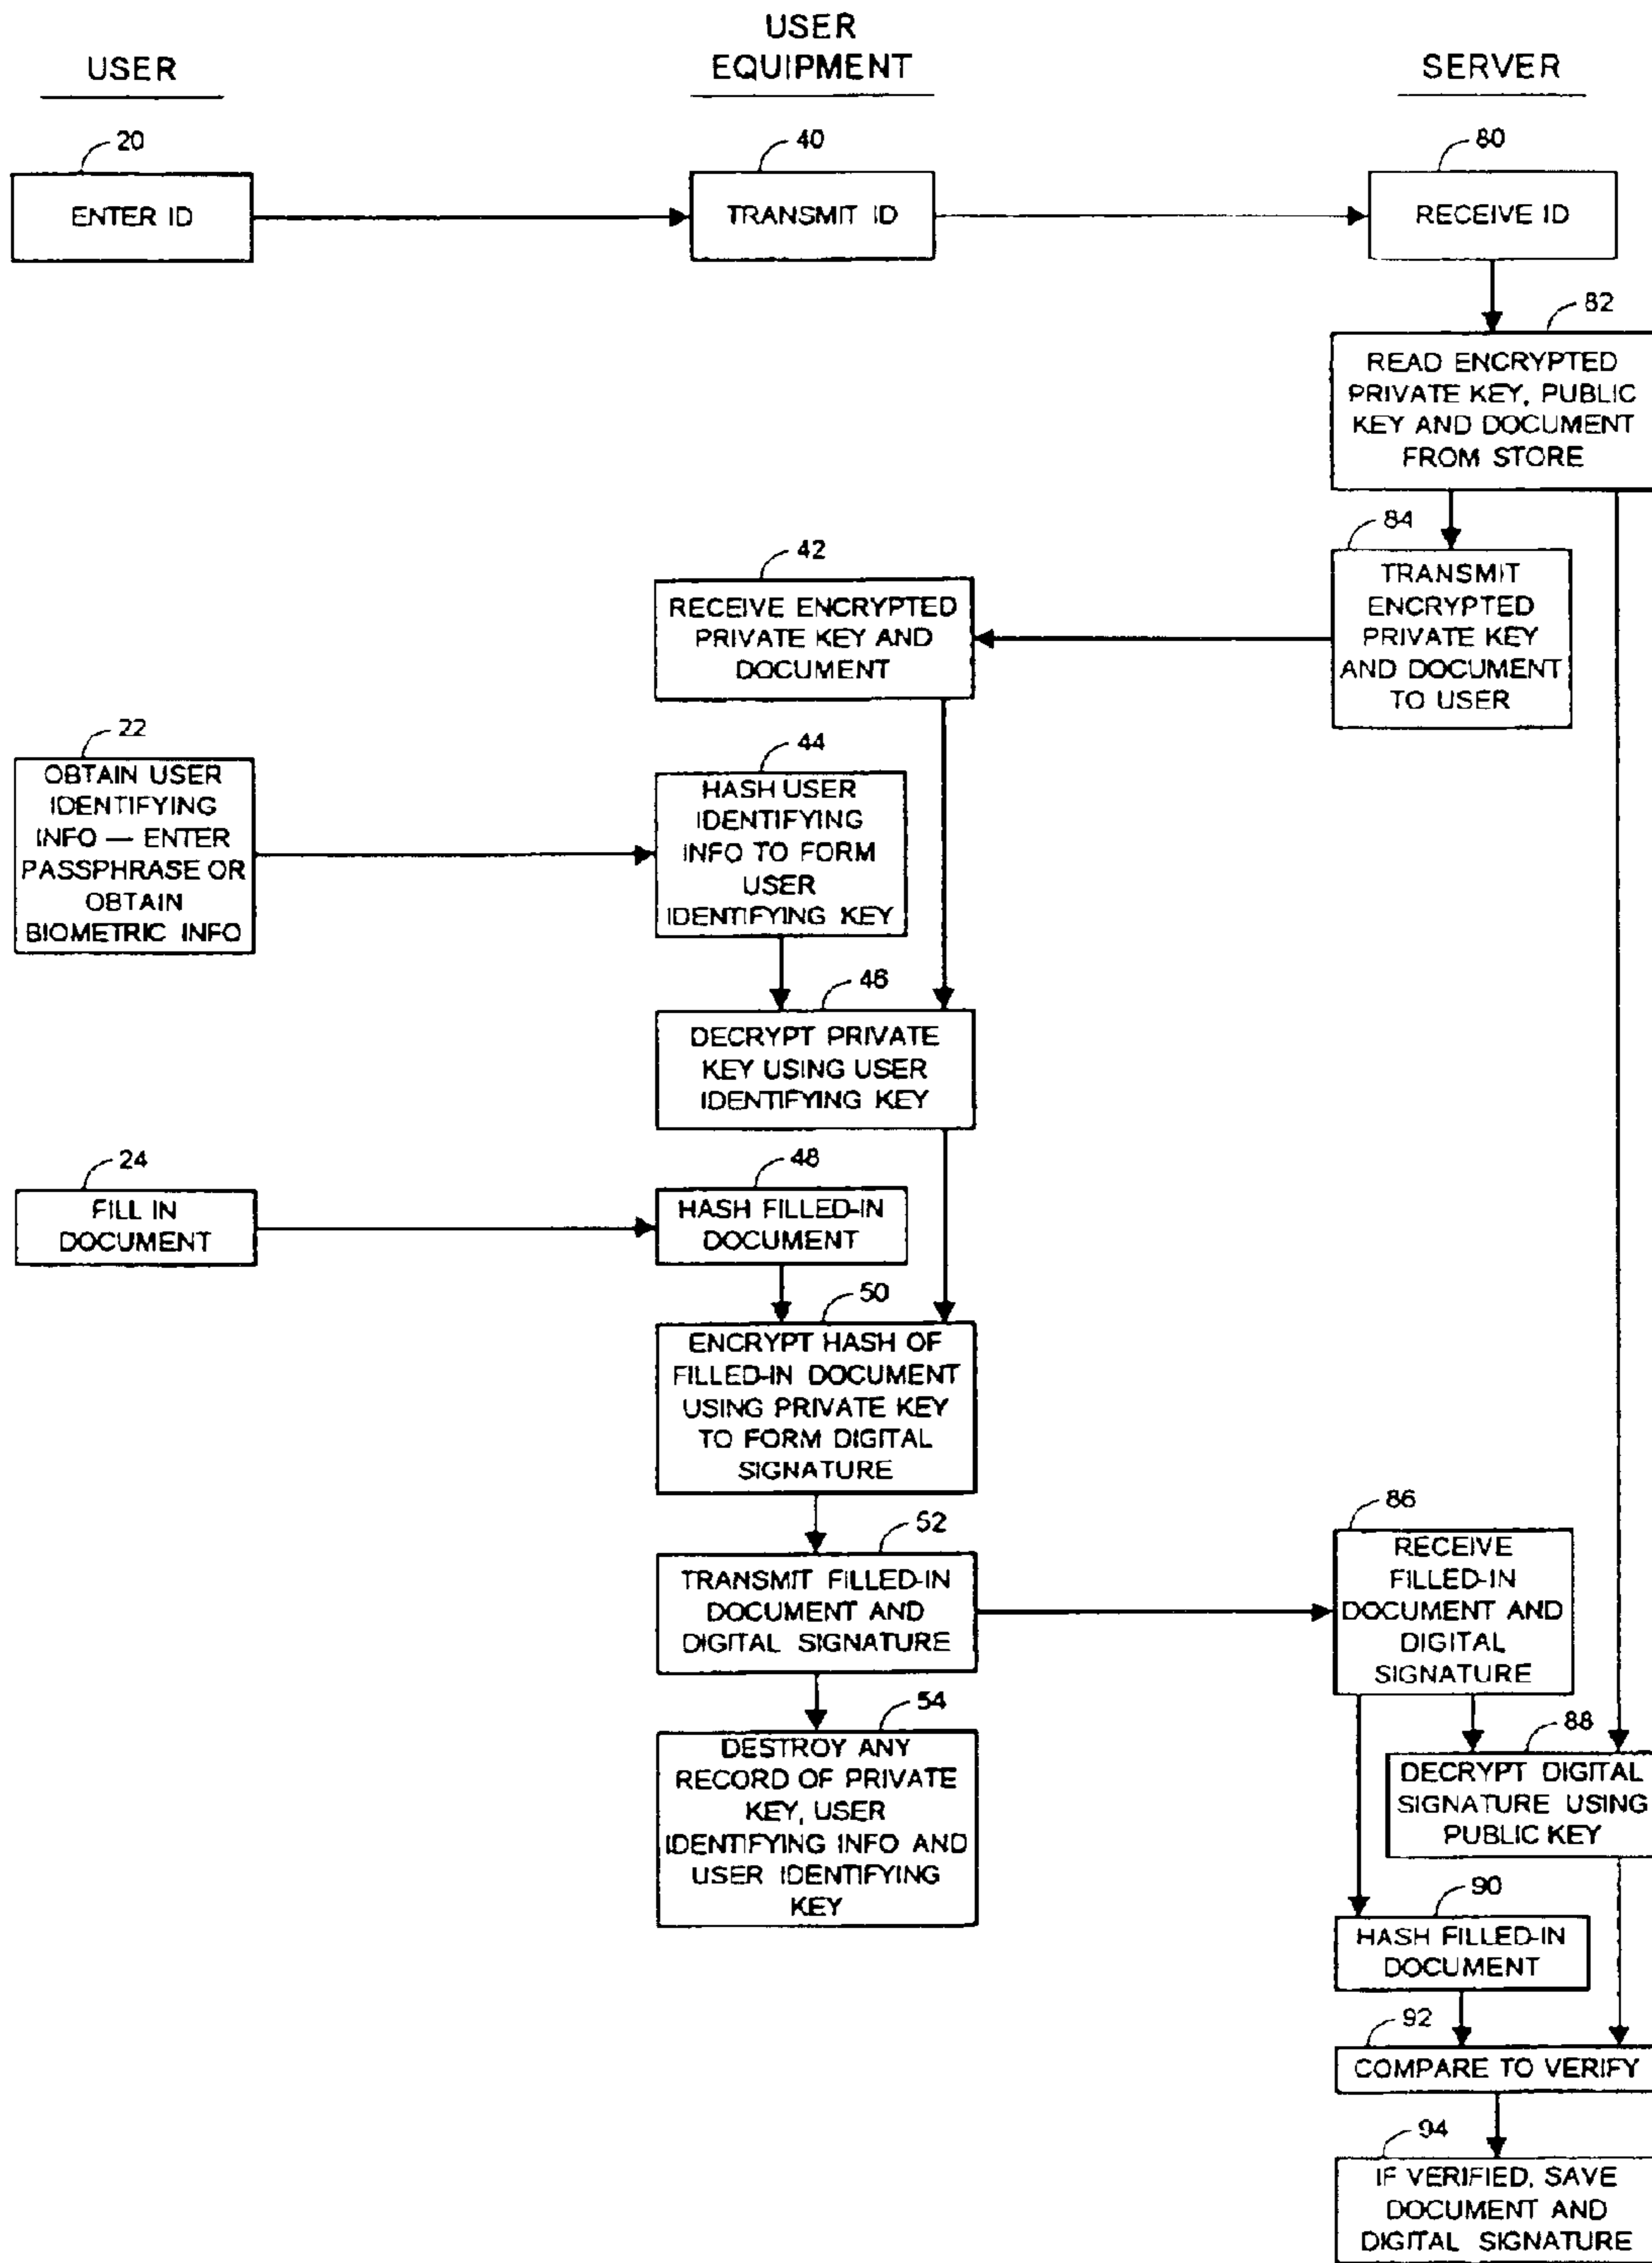 USER
USER
EQUIPMENT
SERVER
20
40
80
ENTER ID
TRANSMIT ID
RECEIVE ID
82
READ ENCRYPTED
PRIVATE KEY, PUBLIC
KEY AND DOCUMENT
FROM STORE
84
TRANSMIT
ENCRYPTED
PRIVATE KEY
AND DOCUMENT
TO USER
42
RECEIVE ENCRYPTED
PRIVATE KEY AND
DOCUMENT
22
OBTAIN USER
IDENTIFYING
INFO — ENTER
PASSPHRASE OR
OBTAIN
BIOMETRIC INFO
44
HASH USER
IDENTIFYING
INFO TO FORM
USER
IDENTIFYING KEY
46
DECRYPT PRIVATE
KEY USING USER
IDENTIFYING KEY
24
FILL IN
DOCUMENT
48
HASH FILLED-IN
DOCUMENT
50
ENCRYPT HASH OF
FILLED-IN DOCUMENT
USING PRIVATE KEY
TO FORM DIGITAL
SIGNATURE
52
TRANSMIT FILLED-IN
DOCUMENT AND
DIGITAL SIGNATURE
86
RECEIVE
FILLED-IN
DOCUMENT AND
DIGITAL
SIGNATURE
54
DESTROY ANY
RECORD OF PRIVATE
KEY, USER
IDENTIFYING INFO AND
USER IDENTIFYING
KEY
88
DECRYPT DIGITAL
SIGNATURE USING
PUBLIC KEY
90
HASH FILLED-IN
DOCUMENT
92
COMPARE TO VERIFY
94
IF VERIFIED, SAVE
DOCUMENT AND
DIGITAL SIGNATURE